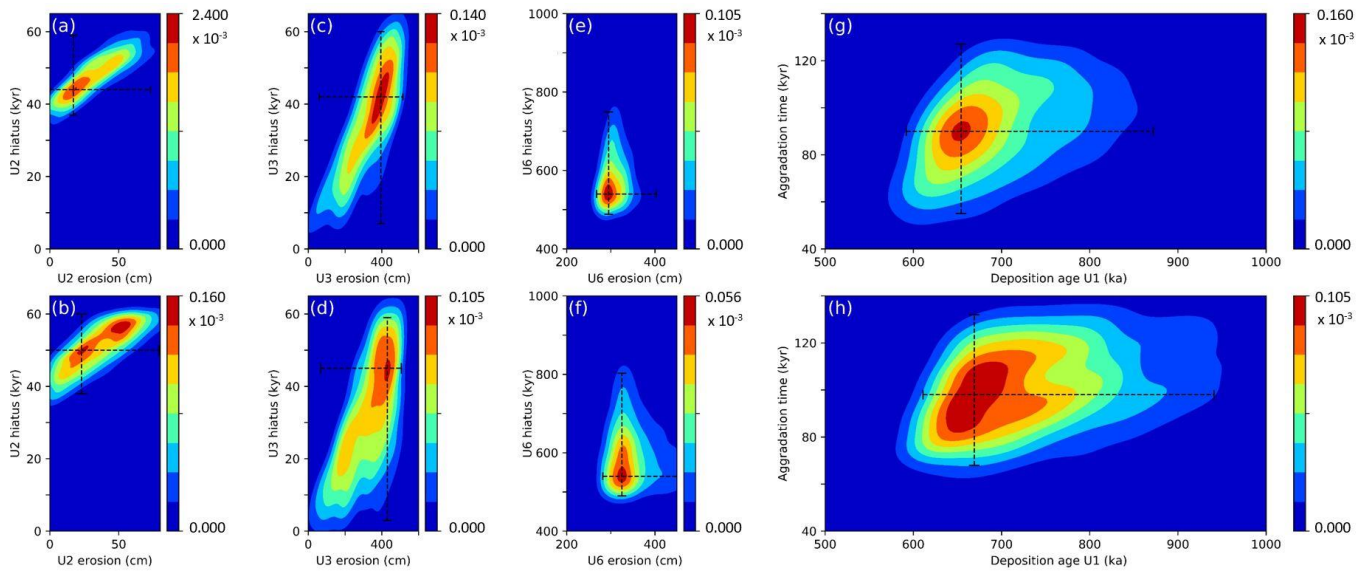 (a)
65
60
40
20
0
0
50
U2 hiatus (kyr)
U2 erosion (cm)
2.400
x 10⁻³
0.000
(c)
60
40
20
0
0
200
400
U3 hiatus (kyr)
U3 erosion (cm)
0.140
x 10⁻³
0.000
(e)
1000
800
600
400
200
400
U6 hiatus (kyr)
U6 erosion (cm)
0.105
x 10⁻³
0.000
(g)
120
80
40
500
600
700
800
900
1000
Aggradation time (kyr)
Deposition age U1 (ka)
0.160
x 10⁻³
0.000
(b)
60
40
20
0
0
50
U2 hiatus (kyr)
U2 erosion (cm)
0.160
x 10⁻³
0.000
(d)
60
40
20
0
0
200
400
U3 hiatus (kyr)
U3 erosion (cm)
0.105
x 10⁻³
0.000
(f)
1000
800
600
400
200
400
U6 hiatus (kyr)
U6 erosion (cm)
0.056
x 10⁻³
0.000
(h)
120
80
40
500
600
700
800
900
1000
Aggradation time (kyr)
Deposition age U1 (ka)
0.105
x 10⁻³
0.000